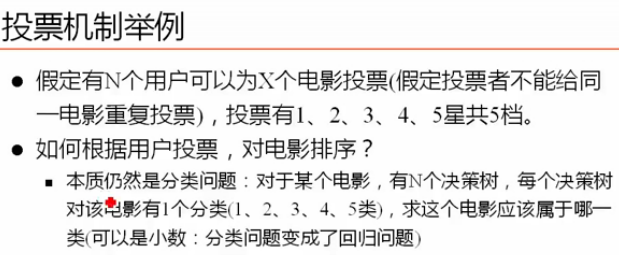 投票机制举例
● 假定有N个用户可以为X个电影投票(假定投票者不能给同
一电影重复投票)，投票有1、2、3、4、5星共5档。
● 如何根据用户投票，对电影排序？
▪ 本质仍然是分类问题：对于某个电影，有N个决策树，每个决策树
对该电影有1个分类(1、2、3、4、5类)，求这个电影应该属于哪一
类(可以是小数：分类问题变成了回归问题)